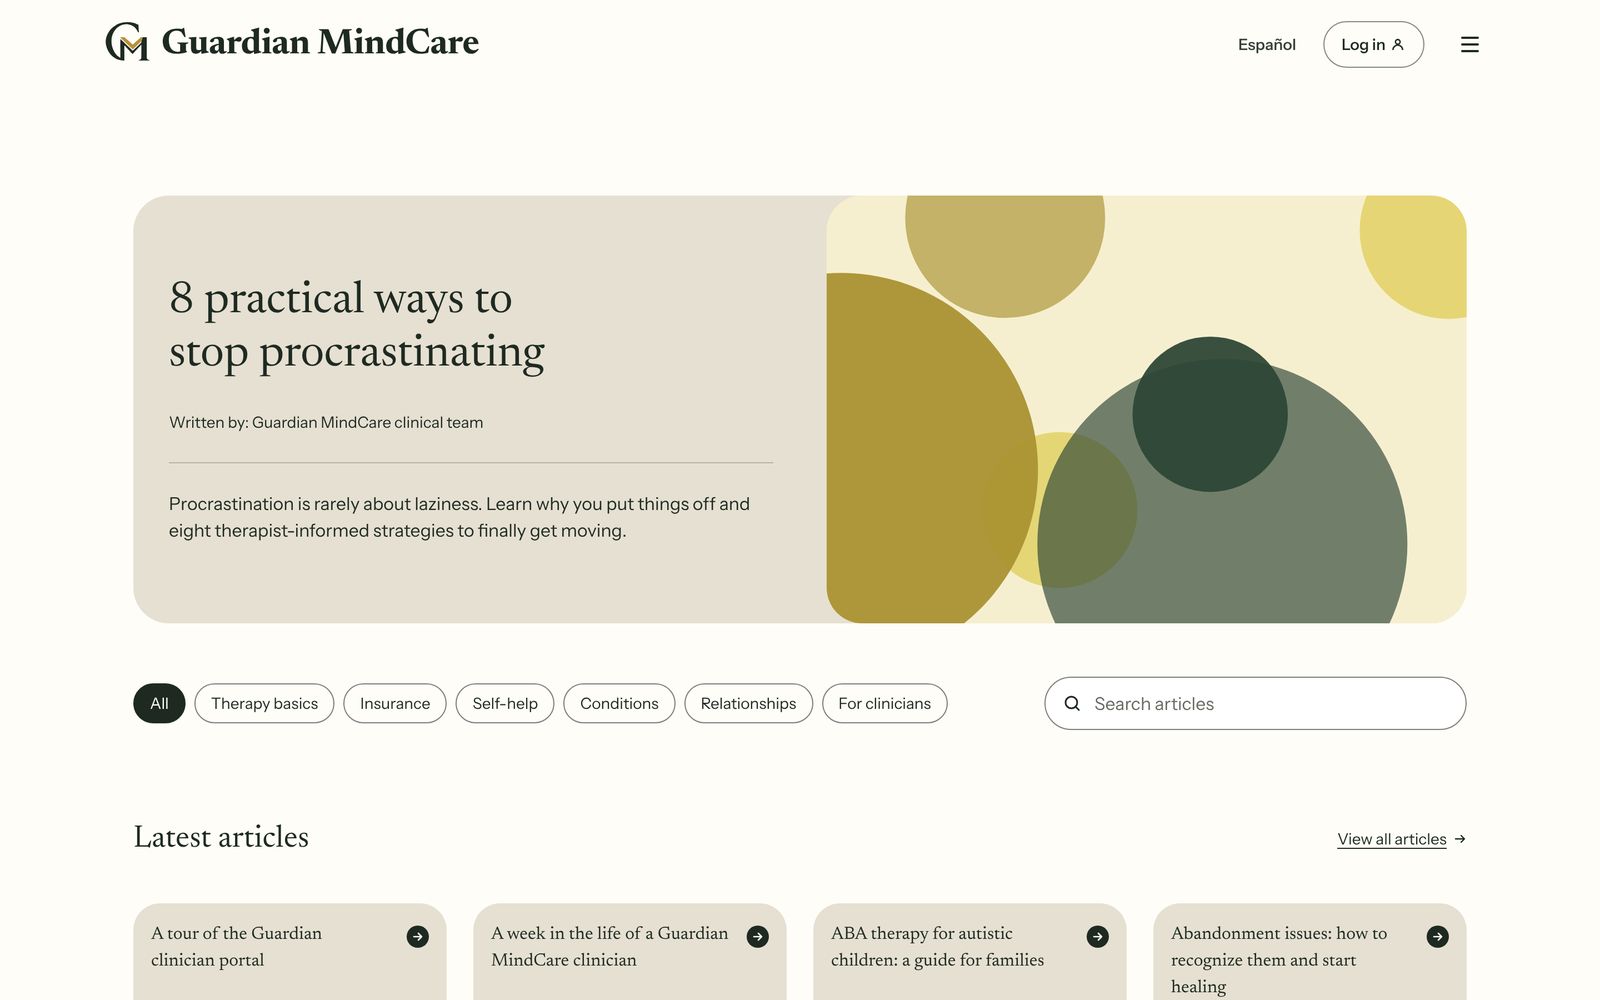 Guardian MindCare
Español
Log in
8 practical ways to
stop procrastinating
Written by: Guardian MindCare clinical team
Procrastination is rarely about laziness. Learn why you put things off and
eight therapist-informed strategies to finally get moving.
All
Therapy basics
Insurance
Self-help
Conditions
Relationships
For clinicians
Search articles
Latest articles
View all articles
A tour of the Guardian
clinician portal
A week in the life of a Guardian
MindCare clinician
ABA therapy for autistic
children: a guide for families
Abandonment issues: how to
recognize them and start
healing